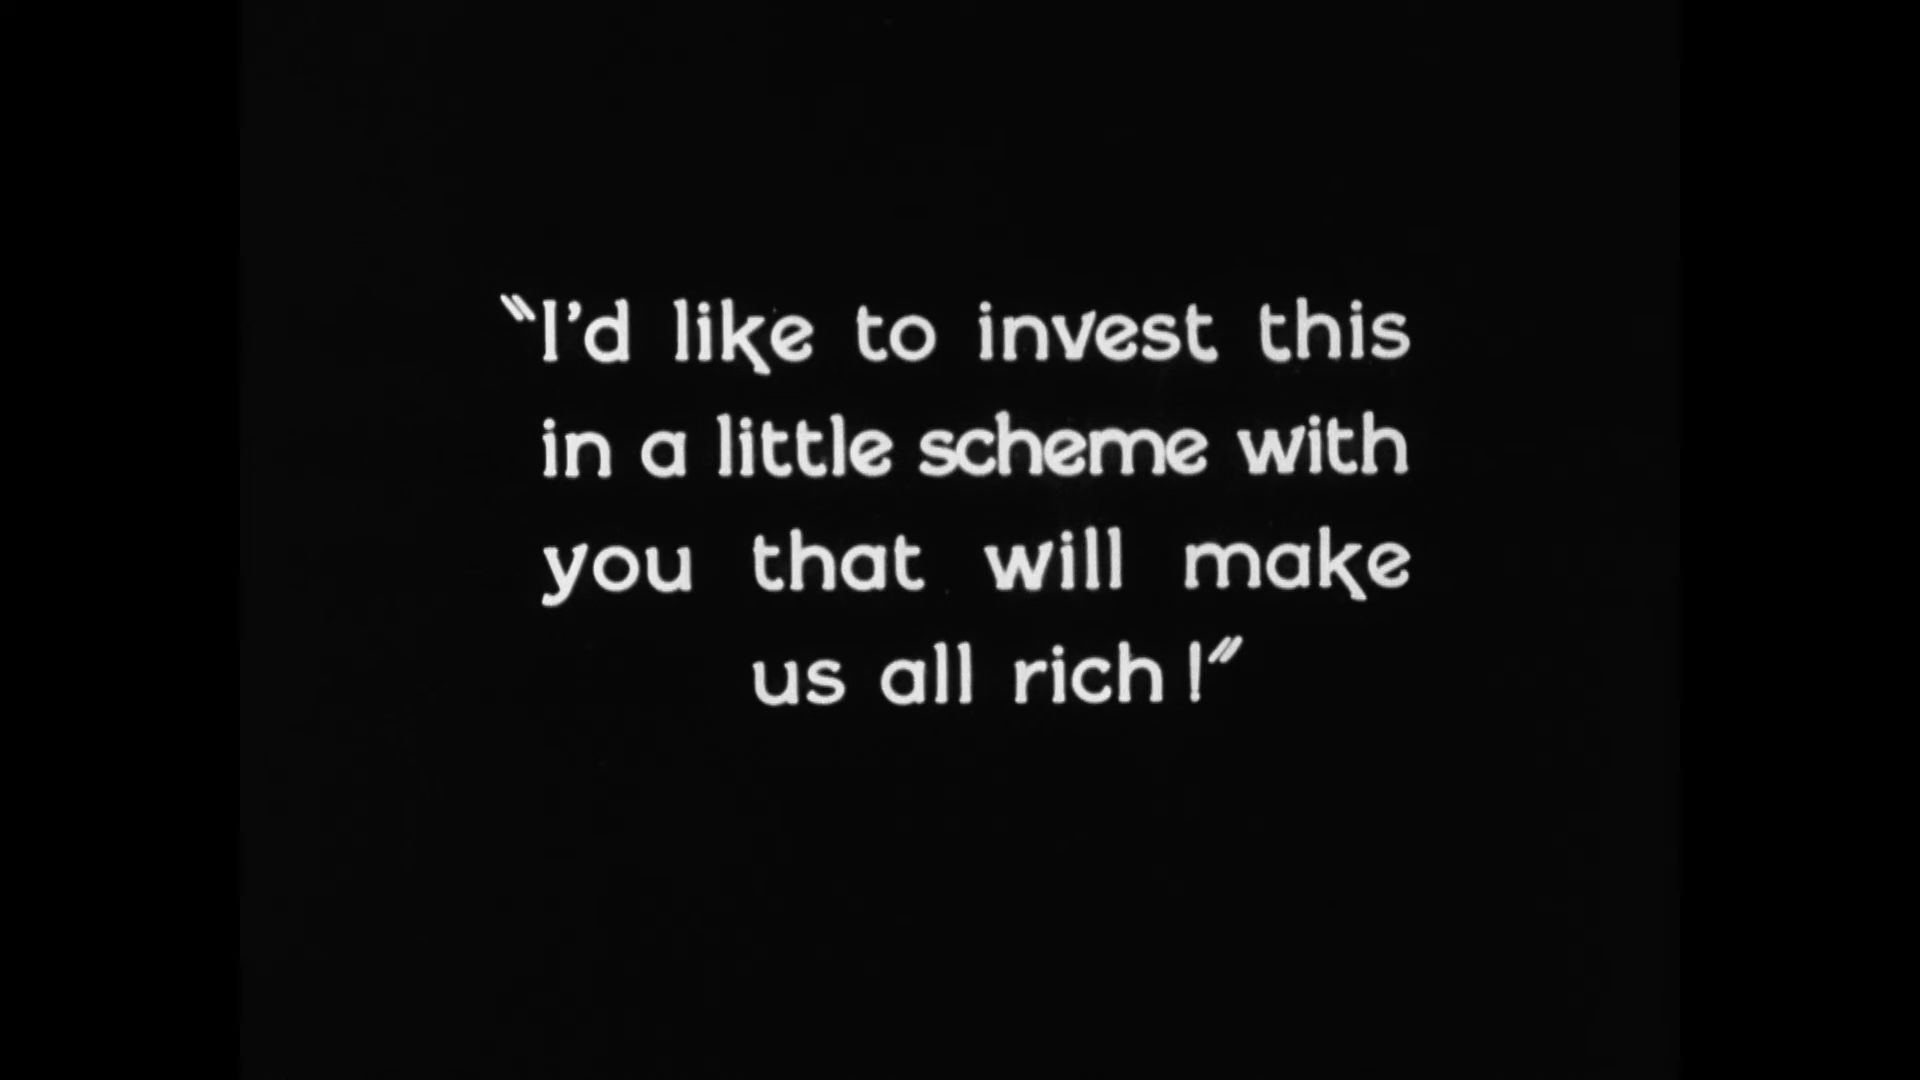 "I'd like to invest this
in a little scheme with
you that will make
us all rich!"